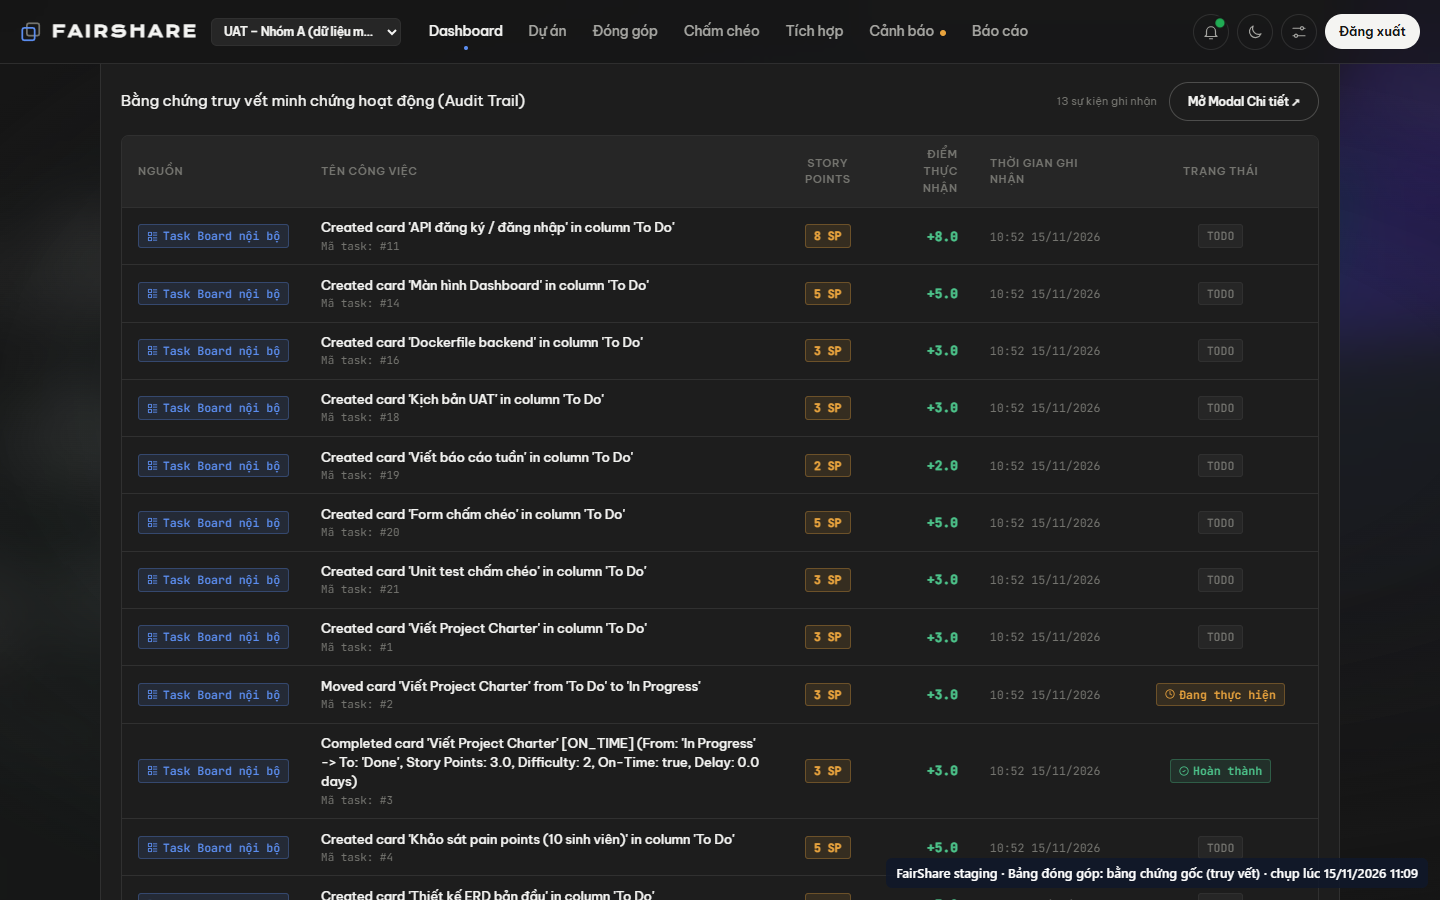 FAIRSHARE
UAT – Nhóm A (dữ liệu m...
Dashboard
Dự án
Đóng góp
Chấm chéo
Tích hợp
Cảnh báo
Báo cáo
Đăng xuất
Bằng chứng truy vết minh chứng hoạt động (Audit Trail)
13 sự kiện ghi nhận
Mở Modal Chi tiết ↗
NGUỒN
TÊN CÔNG VIỆC
STORY
POINTS
ĐIỂM
THỰC
NHẬN
THỜI GIAN GHI
NHẬN
TRẠNG THÁI
Task Board nội bộ
Created card 'API đăng ký / đăng nhập' in column 'To Do'
Mã task: #11
8 SP
+8.0
10:52 15/11/2026
TODO
Task Board nội bộ
Created card 'Màn hình Dashboard' in column 'To Do'
Mã task: #14
5 SP
+5.0
10:52 15/11/2026
TODO
Task Board nội bộ
Created card 'Dockerfile backend' in column 'To Do'
Mã task: #16
3 SP
+3.0
10:52 15/11/2026
TODO
Task Board nội bộ
Created card 'Kịch bản UAT' in column 'To Do'
Mã task: #18
3 SP
+3.0
10:52 15/11/2026
TODO
Task Board nội bộ
Created card 'Viết báo cáo tuần' in column 'To Do'
Mã task: #19
2 SP
+2.0
10:52 15/11/2026
TODO
Task Board nội bộ
Created card 'Form chấm chéo' in column 'To Do'
Mã task: #20
5 SP
+5.0
10:52 15/11/2026
TODO
Task Board nội bộ
Created card 'Unit test chấm chéo' in column 'To Do'
Mã task: #21
3 SP
+3.0
10:52 15/11/2026
TODO
Task Board nội bộ
Created card 'Viết Project Charter' in column 'To Do'
Mã task: #1
3 SP
+3.0
10:52 15/11/2026
TODO
Task Board nội bộ
Moved card 'Viết Project Charter' from 'To Do' to 'In Progress'
Mã task: #2
3 SP
+3.0
10:52 15/11/2026
Đang thực hiện
Task Board nội bộ
Completed card 'Viết Project Charter' [ON_TIME] (From: 'In Progress'
-> To: 'Done', Story Points: 3.0, Difficulty: 2, On-Time: true, Delay: 0.0
days)
Mã task: #3
3 SP
+3.0
10:52 15/11/2026
Hoàn thành
Task Board nội bộ
Created card 'Khảo sát pain points (10 sinh viên)' in column 'To Do'
Mã task: #4
5 SP
+5.0
10:52 15/11/2026
TODO
Created card 'Thiết kế ERD bản đầu' in column 'To Do'
FairShare staging · Bảng đóng góp: bằng chứng gốc (truy vết) · chụp lúc 15/11/2026 11:09